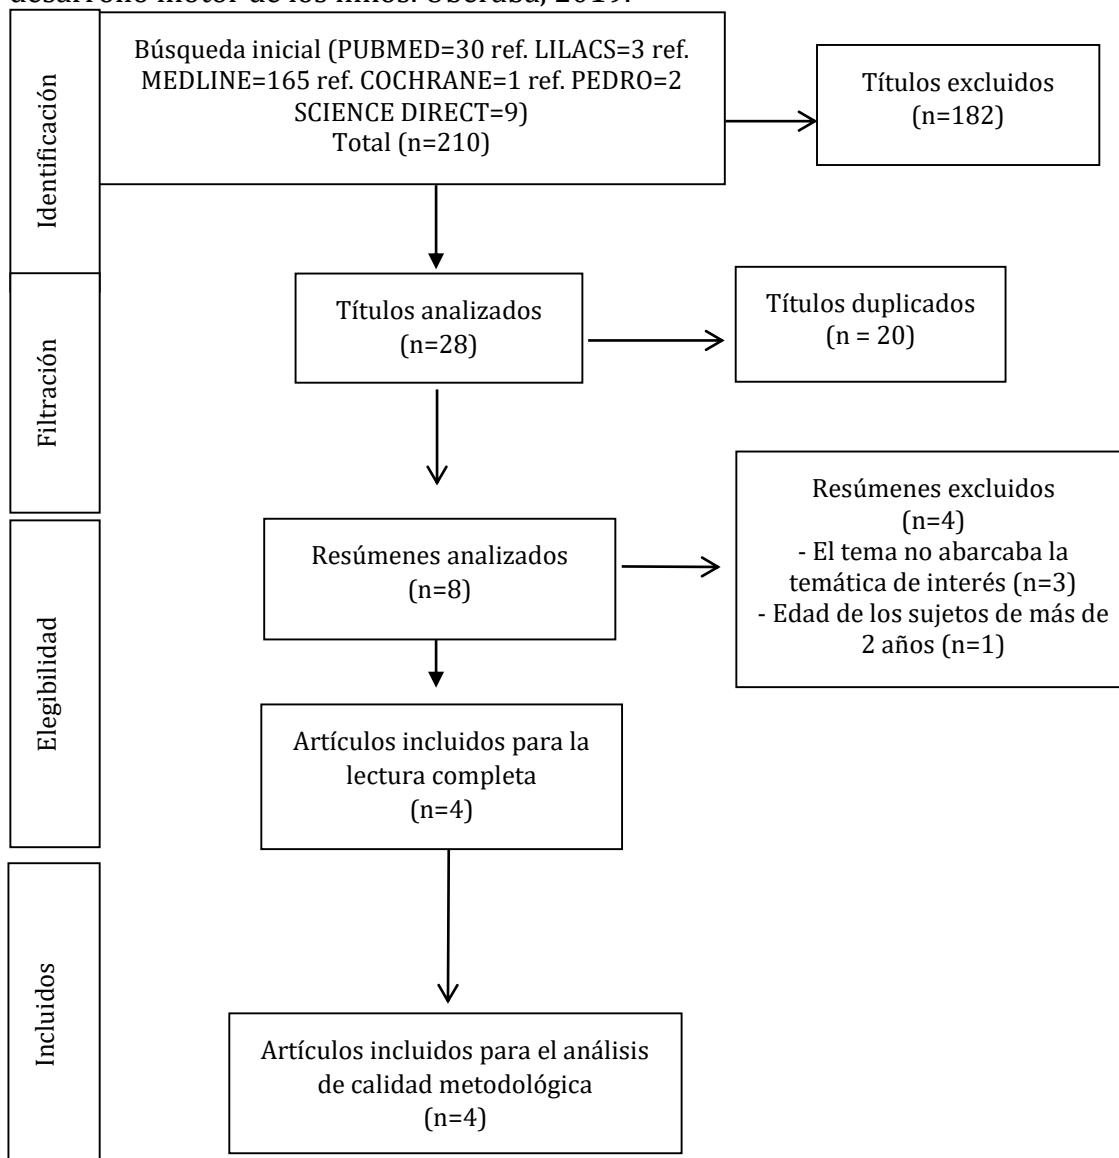 desarrollo motor de los niños. Uberaba, 2019.
Identificación
Búsqueda inicial (PUBMED=30 ref. LILACS=3 ref.
MEDLINE=165 ref. COCHRANE=1 ref. PEDRO=2
SCIENCE DIRECT=9)
Total (n=210)
Títulos excluidos
(n=182)
Filtración
Títulos analizados
(n=28)
Títulos duplicados
(n = 20)
Elegibilidad
Resúmenes analizados
(n=8)
Resúmenes excluidos
(n=4)
- El tema no abarcaba la
temática de interés (n=3)
- Edad de los sujetos de más de
2 años (n=1)
Artículos incluidos para la
lectura completa
(n=4)
Incluidos
Artículos incluidos para el análisis
de calidad metodológica
(n=4)